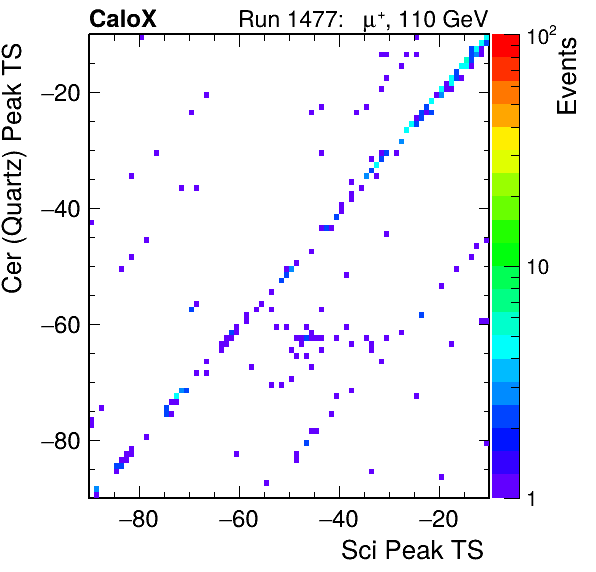 CaloX Run 1477: μ⁺, 110 GeV
Cer (Quartz) Peak TS
−20
−40
−60
−80
−80 −60 −40 −20
Sci Peak TS
10²
10
1
Events